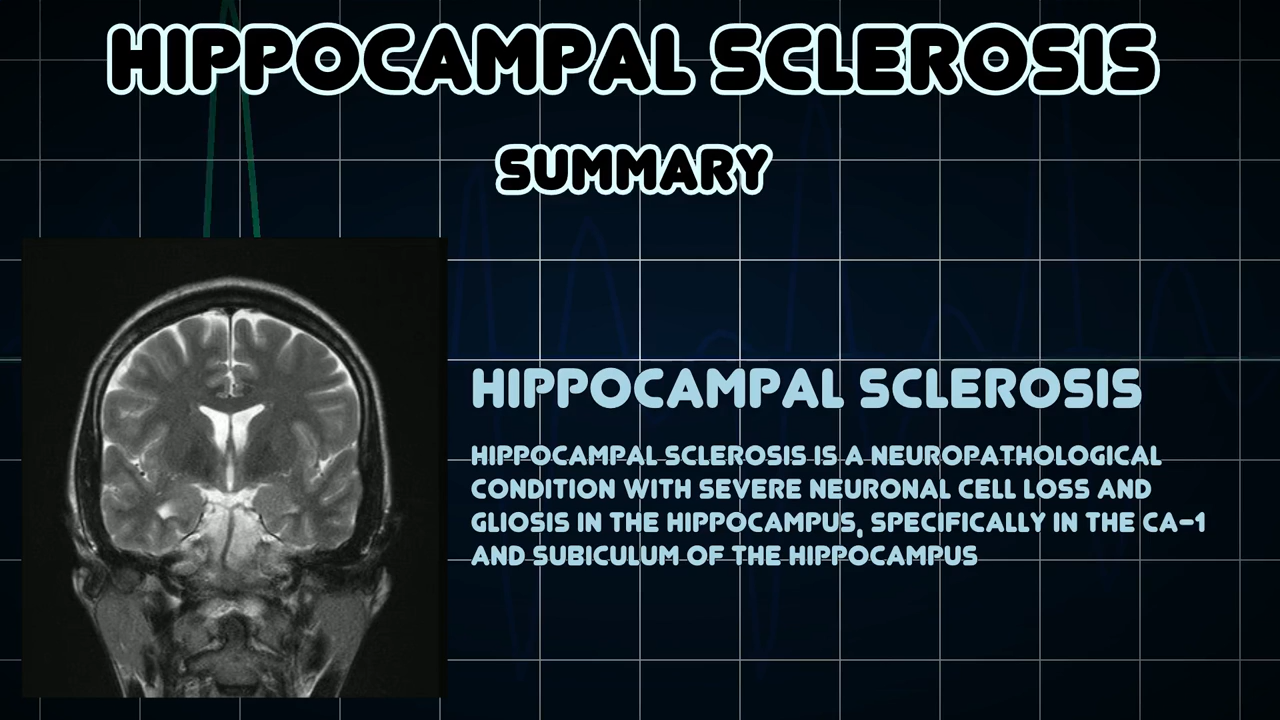 HIPPOCAMPAL SCLEROSIS
SUMMARY
HIPPOCAMPAL SCLEROSIS
HIPPOCAMPAL SCLEROSIS IS A NEUROPATHOLOGICAL
CONDITION WITH SEVERE NEURONAL CELL LOSS AND
GLIOSIS IN THE HIPPOCAMPUS, SPECIFICALLY IN THE CA-1
AND SUBICULUM OF THE HIPPOCAMPUS